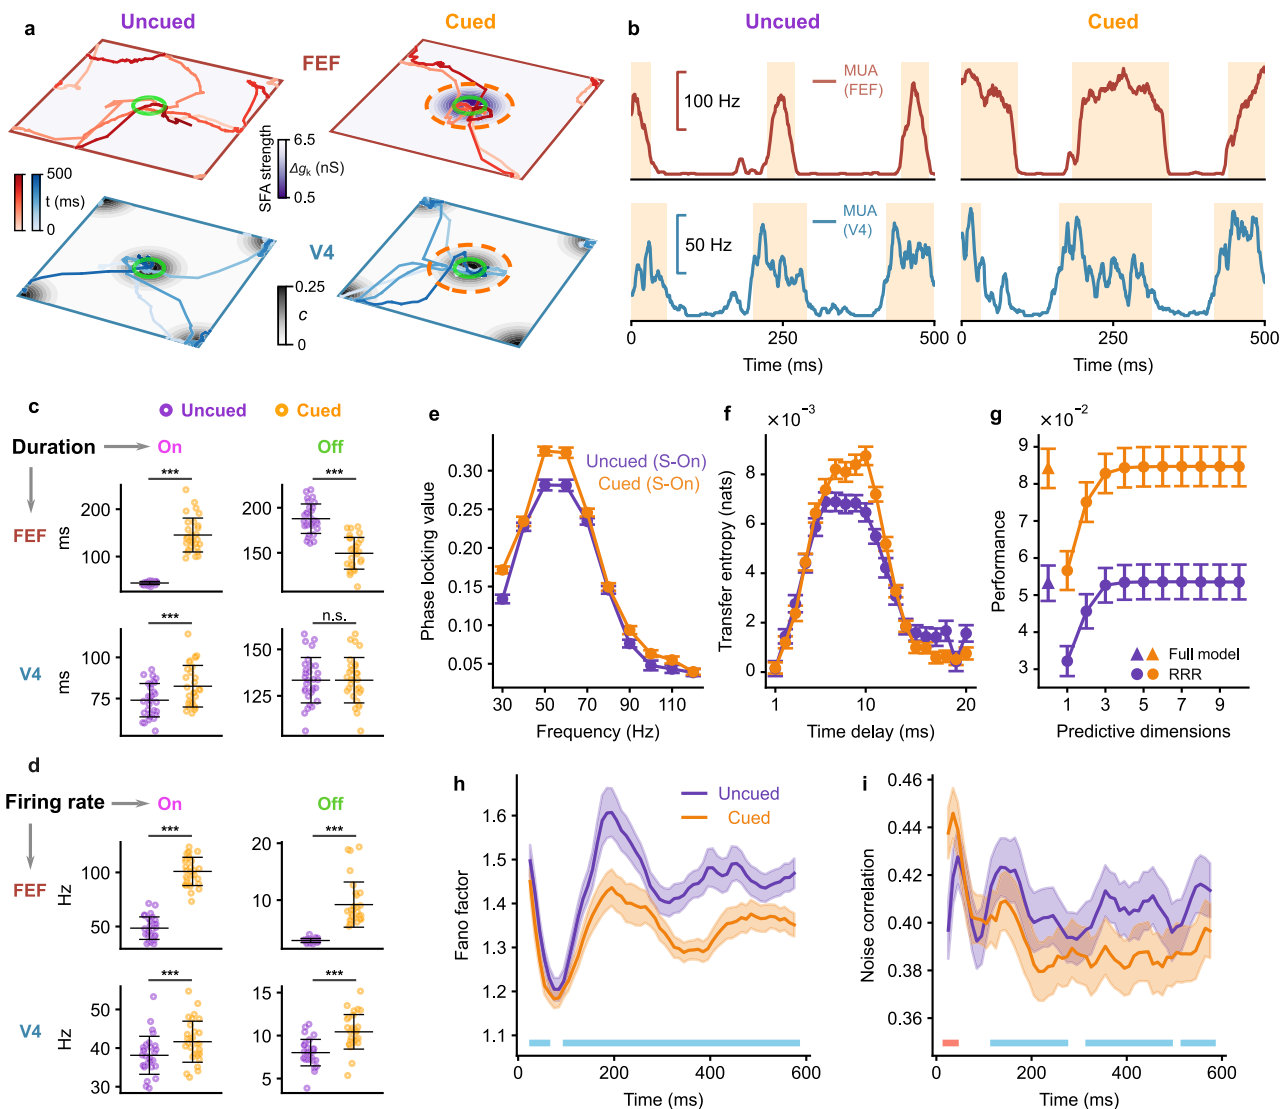 a
Uncued
Cued
FEF
6.5
SFA strength
Δgk (nS)
0.5
500
t (ms)
0
V4
0.25
c
0
b
Uncued
Cued
MUA
(FEF)
100 Hz
MUA
(V4)
50 Hz
0
250
500
0
250
500
Time (ms)
Time (ms)
c
Uncued
Cued
Duration
On
Off
FEF
ms
200
100
***
200
150
***
V4
ms
100
75
***
150
125
n.s.
d
Firing rate
On
Off
FEF
Hz
100
50
***
20
10
***
V4
Hz
50
40
30
***
15
10
5
***
e
Phase locking value
0.30
0.25
0.20
0.15
0.10
0.05
30
50
70
90
110
Frequency (Hz)
Uncued (S-On)
Cued (S-On)
f
×10−3
Transfer entropy (nats)
8
6
4
2
0
1
10
20
Time delay (ms)
g
×10−2
Performance
9
8
7
6
5
4
3
1
3
5
7
9
Predictive dimensions
Full model
RRR
h
Fano factor
1.6
1.5
1.4
1.3
1.2
1.1
0
200
400
600
Time (ms)
Uncued
Cued
i
Noise correlation
0.46
0.44
0.42
0.40
0.38
0.36
0
200
400
600
Time (ms)